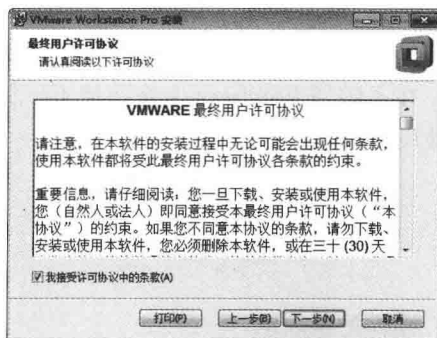 VMware Workstation Pro 安装
最终用户许可协议
请认真阅读以下许可协议
VMWARE 最终用户许可协议
请注意，在本软件的安装过程中无论可能会出现任何条款，
使用本软件都将受此最终用户许可协议各条款的约束。
重要信息，请仔细阅读：您一旦下载、安装或使用本软件，
您（自然人或法人）即同意接受本最终用户许可协议（“本
协议”）的约束。如果您不同意本协议的条款，请勿下载、
安装或使用本软件，您必须删除本软件，或在三十 (30) 天
我接受许可协议中的条款(A)
打印(P) 上一步(B) 下一步(N) 取消